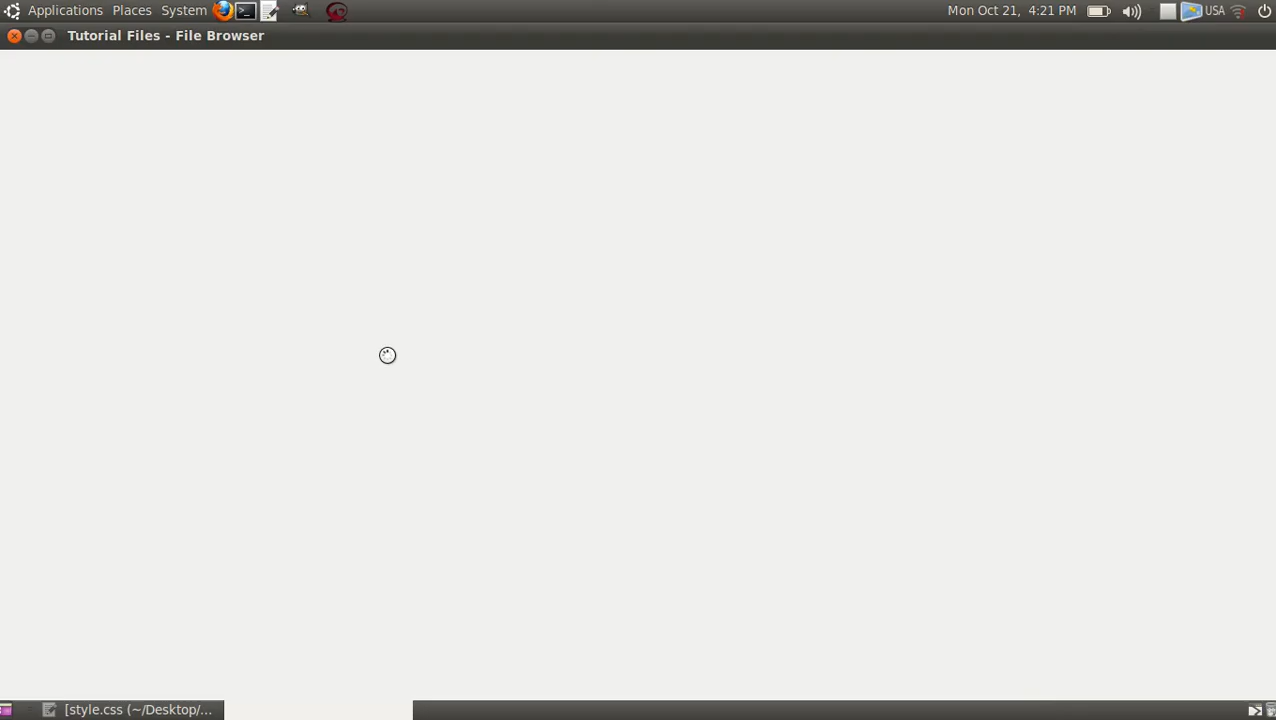 Applications Places System Mon Oct 21, 4:21 PM USA
Tutorial Files - File Browser
[style.css (~/Desktop/...